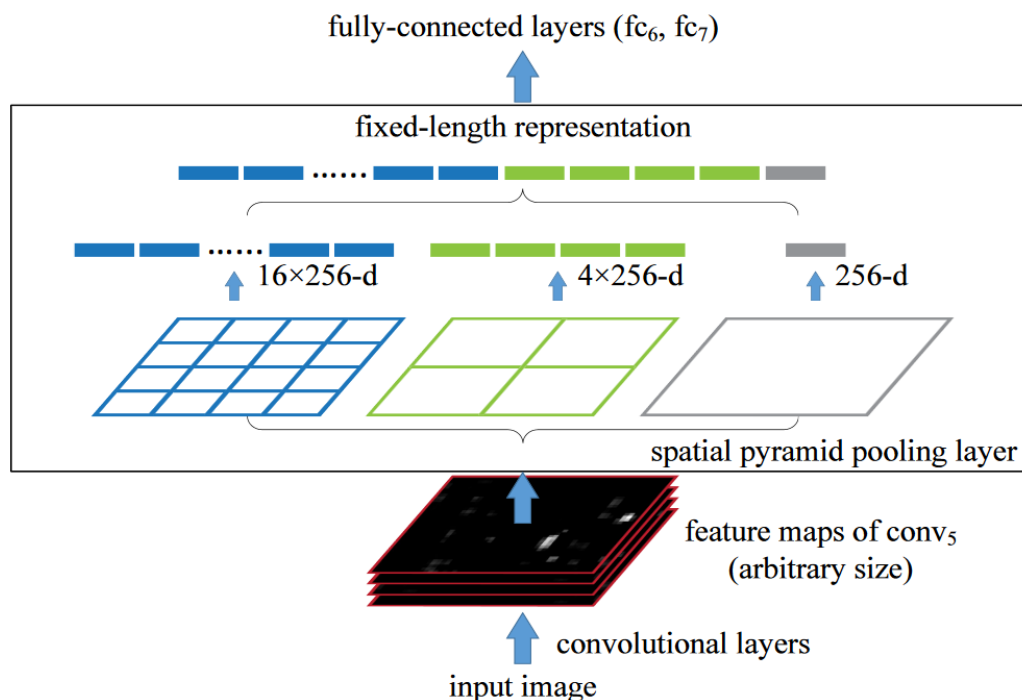 fully-connected layers (fc₆, fc₇)
fixed-length representation
......
......
16×256-d
4×256-d
256-d
spatial pyramid pooling layer
feature maps of conv₅
(arbitrary size)
convolutional layers
input image